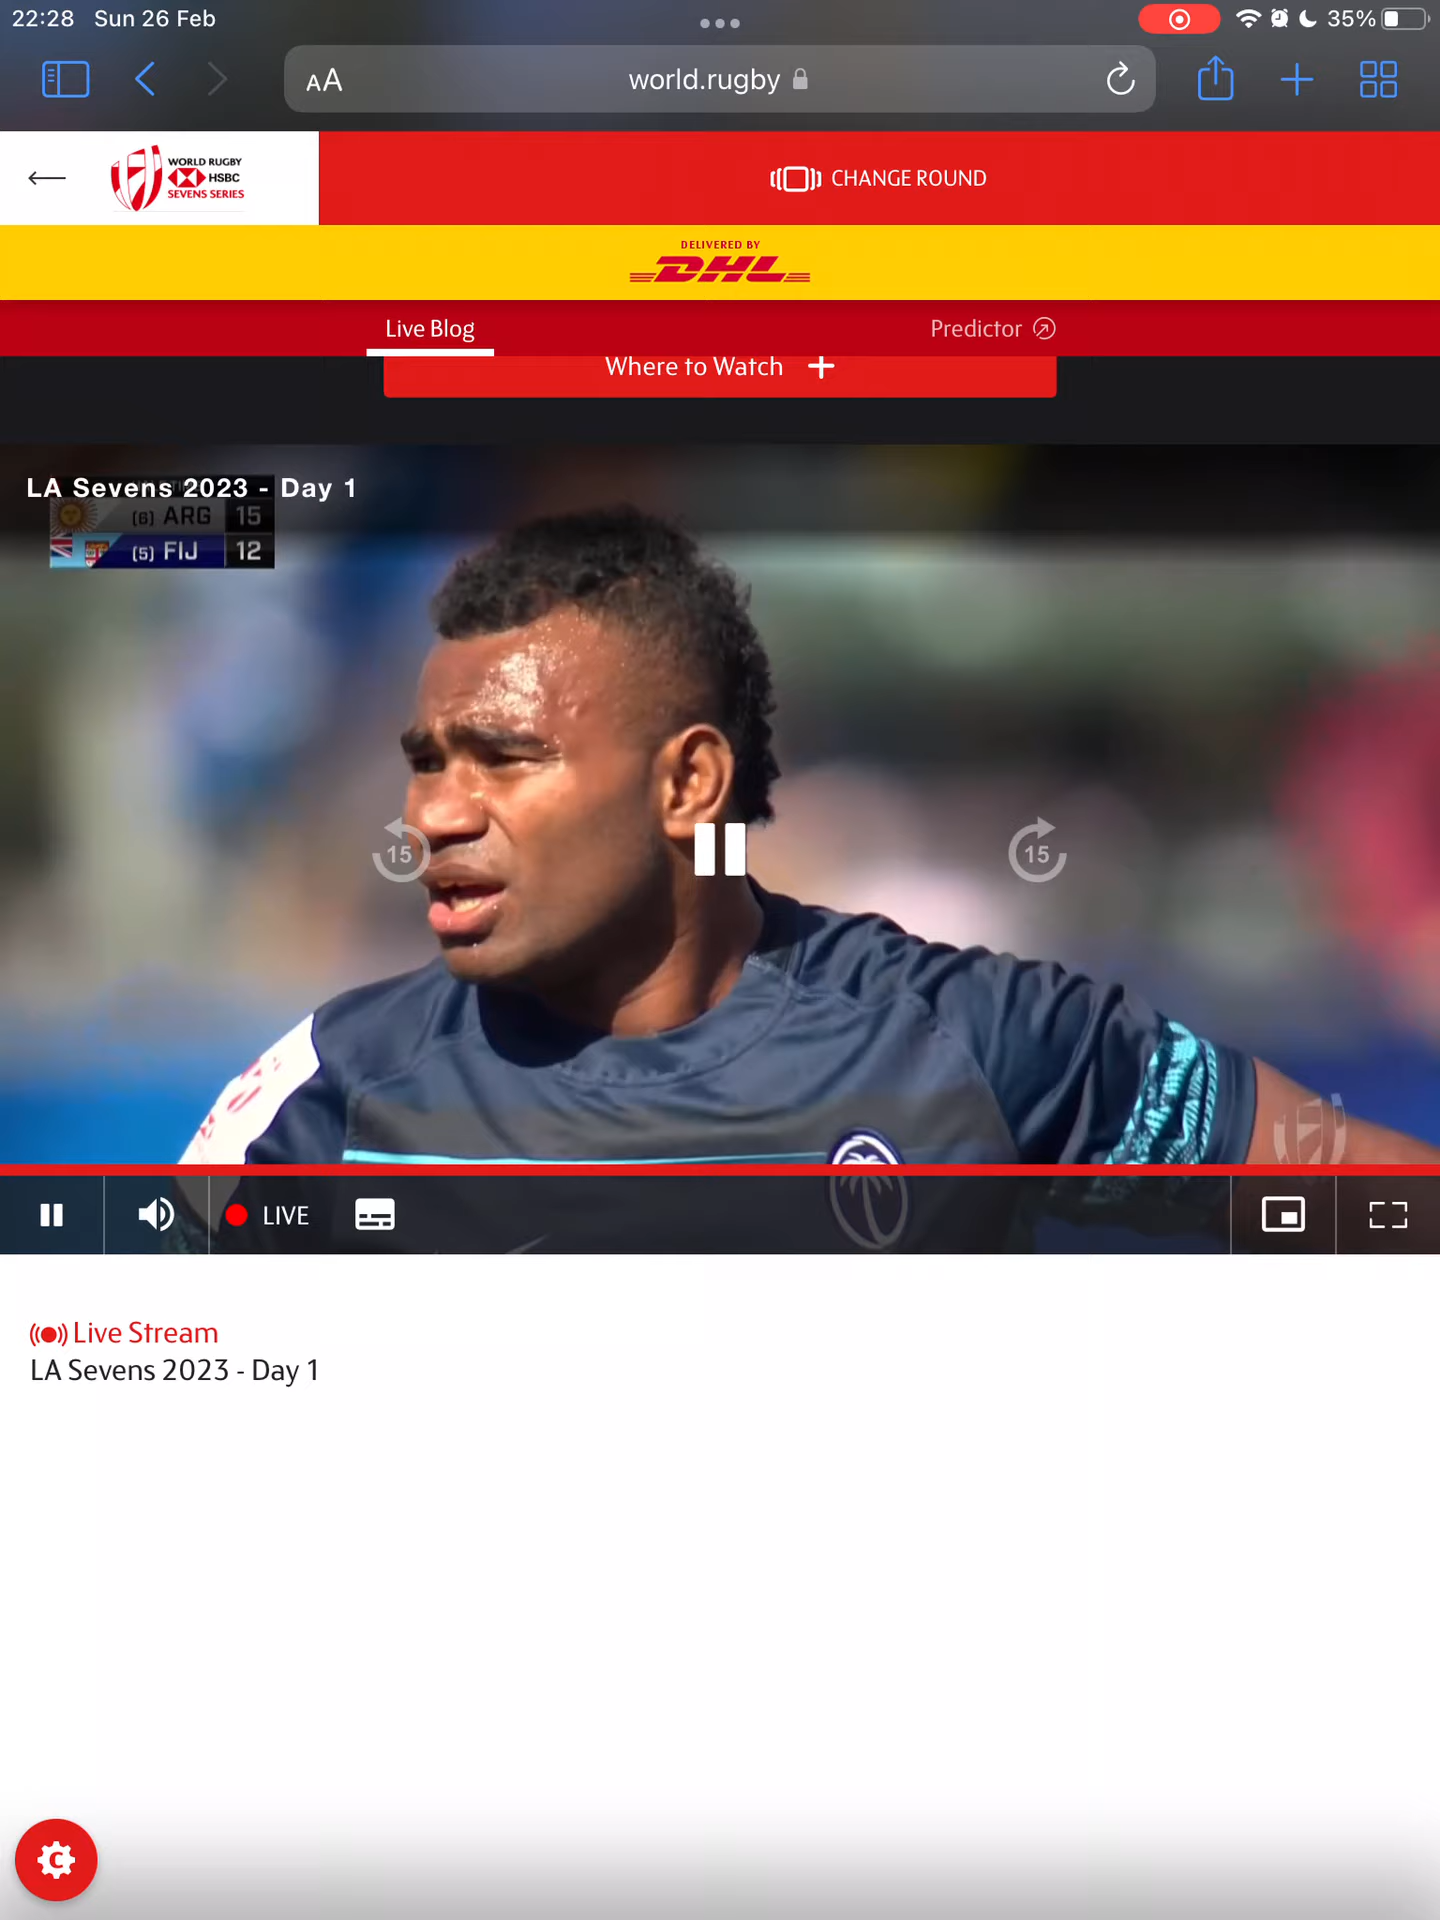 22:28 Sun 26 Feb
35%
AA
world.rugby
WORLD RUGBY
HSBC
SEVENS SERIES
CHANGE ROUND
DELIVERED BY
DHL
Live Blog
Predictor
Where to Watch +
LA Sevens 2023 - Day 1
(6) ARG 15
(5) FIJ 12
15
15
LIVE
Live Stream
LA Sevens 2023 - Day 1